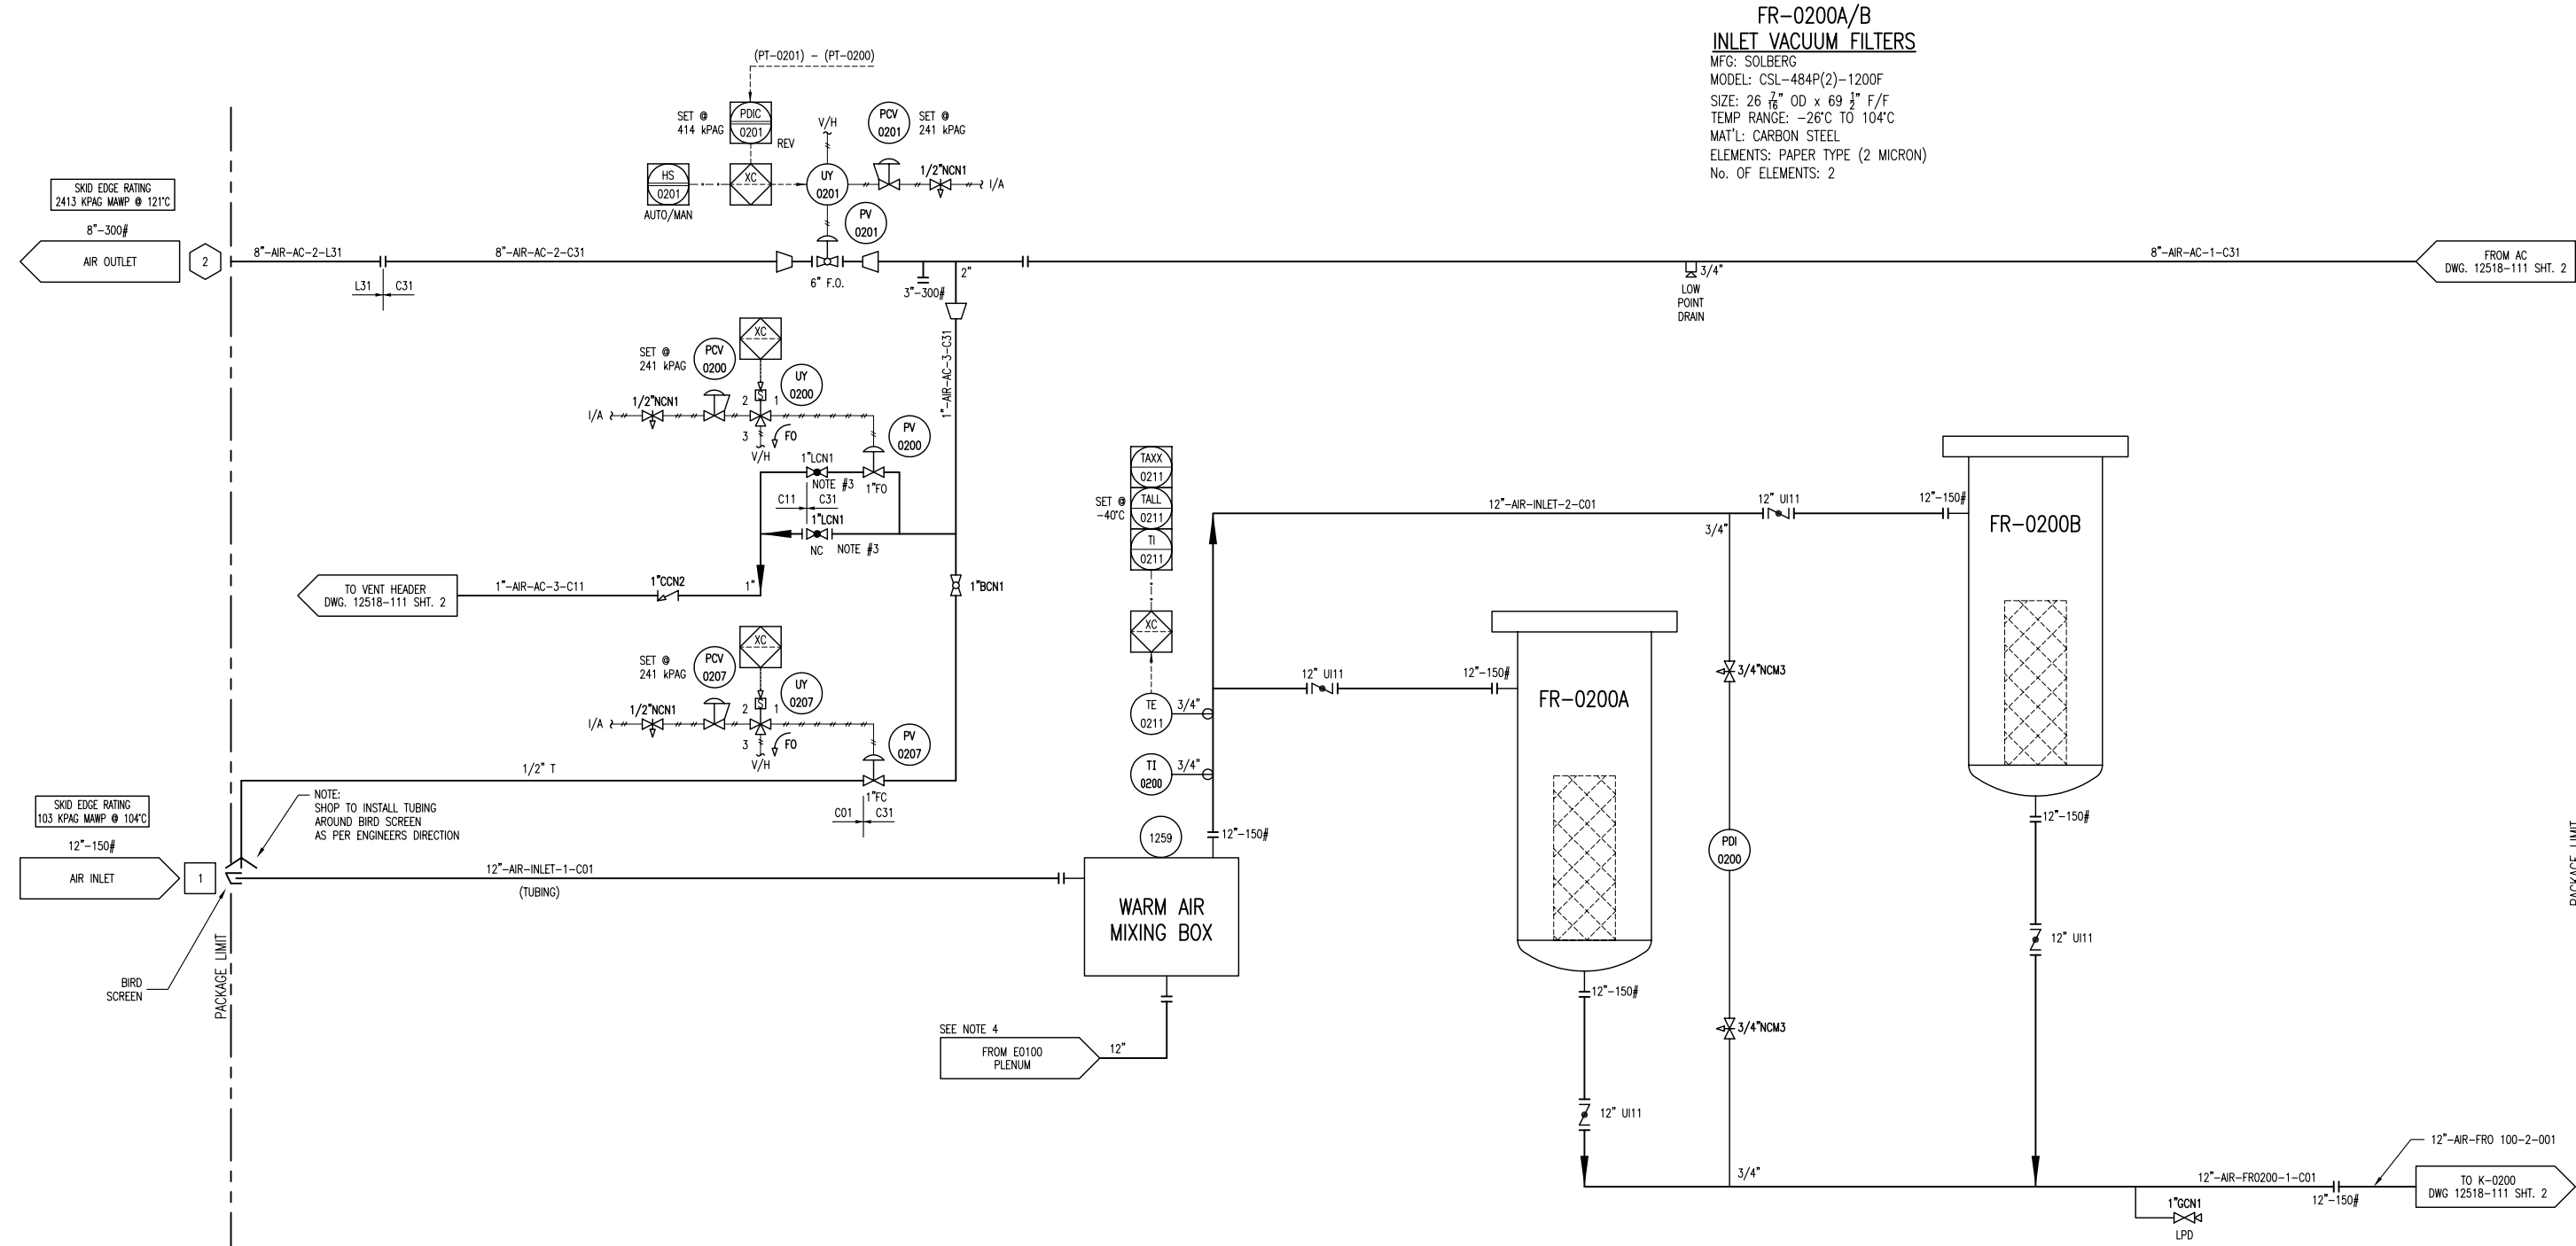 FR-0200A/B
INLET VACUUM FILTERS
MFG: SOLBERG
MODEL: CSL-484P(2)-1200F
SIZE: 26 7/16" OD x 69 1/2" F/F
TEMP RANGE: -26°C TO 104°C
MAT'L: CARBON STEEL
ELEMENTS: PAPER TYPE (2 MICRON)
No. OF ELEMENTS: 2
(PT-0201) - (PT-0200)
SET @
414 kPAG
PDIC
0201
REV
V/H
PCV
0201
SET @
241 kPAG
HS
0201
AUTO/MAN
XC
UY
0201
1/2"NCN1
I/A
PV
0201
SKID EDGE RATING
2413 KPAG MAWP @ 121°C
8"-300#
AIR OUTLET
2
8"-AIR-AC-2-L31
L31
C31
8"-AIR-AC-2-C31
6" F.O.
3"-300#
2"
3/4"
LOW
POINT
DRAIN
8"-AIR-AC-1-C31
FROM AC
DWG. 12518-111 SHT. 2
1"-AIR-AC-3-C31
XC
SET @
241 kPAG
PCV
0200
UY
0200
1/2"NCN1
I/A
S
2
1
3
FO
V/H
PV
0200
1"LCN1
NOTE #3
1"FO
C11
C31
1"LCN1
NC
NOTE #3
TO VENT HEADER
DWG. 12518-111 SHT. 2
1"-AIR-AC-3-C11
1"CCN2
1"
1"BCN1
XC
SET @
241 kPAG
PCV
0207
UY
0207
1/2"NCN1
I/A
S
2
1
3
FO
V/H
PV
0207
1/2" T
1"FC
C01
C31
NOTE:
SHOP TO INSTALL TUBING
AROUND BIRD SCREEN
AS PER ENGINEERS DIRECTION
SKID EDGE RATING
103 KPAG MAWP @ 104°C
12"-150#
AIR INLET
1
12"-AIR-INLET-1-C01
(TUBING)
BIRD
SCREEN
PACKAGE LIMIT
TAXX
0211
TALL
0211
SET @
-40°C
TI
0211
XC
TE
0211
3/4"
TI
0200
3/4"
1259
12"-150#
WARM AIR
MIXING BOX
SEE NOTE 4
FROM E0100
PLENUM
12"
12"-AIR-INLET-2-C01
3/4"
12" UI11
12"-150#
FR-0200B
12" UI11
12"-150#
FR-0200A
3/4"NCM3
PDI
0200
3/4"NCM3
12"-150#
12" UI11
12"-150#
12" UI11
3/4"
PACKAGE LIMIT
12"-AIR-FRO 100-2-001
12"-AIR-FR0200-1-C01
12"-150#
TO K-0200
DWG 12518-111 SHT. 2
1"GCN1
LPD